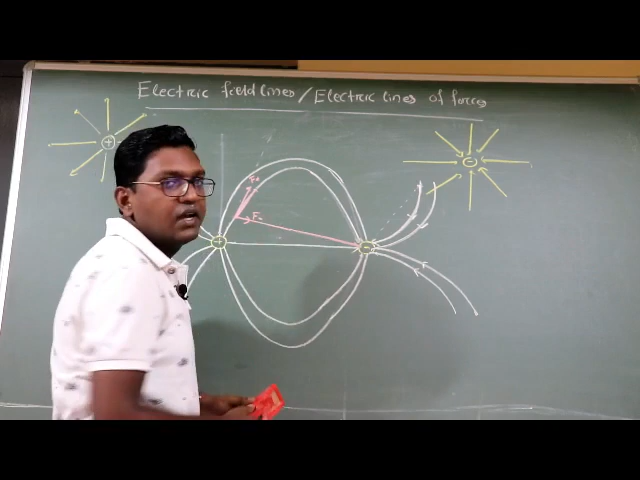 Electric field lines / Electric lines of forces
+
-
F+
F-
+
-